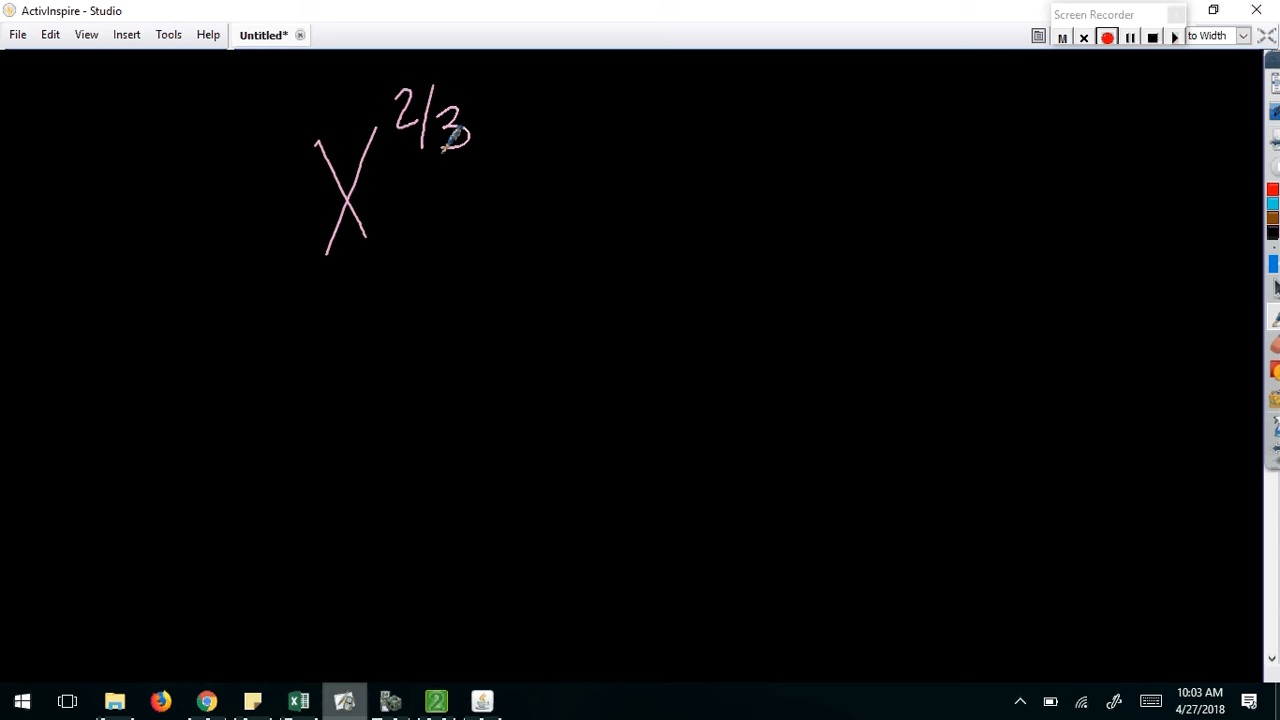 ActivInspire - Studio
Screen Recorder
File Edit View Insert Tools Help Untitled* M to Width
x^2/3
10:03 AM
4/27/2018